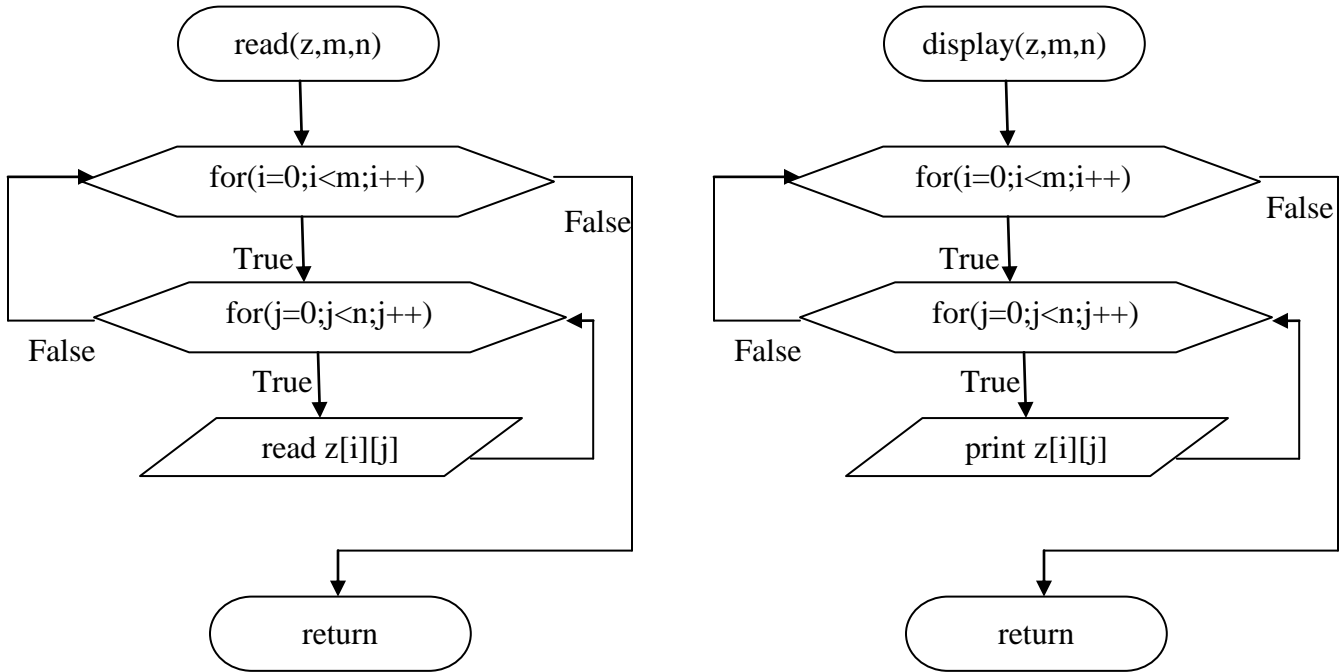 read(z,m,n)
for(i=0;i<m;i++)
False
True
for(j=0;j<n;j++)
False
True
read z[i][j]
return
display(z,m,n)
for(i=0;i<m;i++)
False
True
for(j=0;j<n;j++)
False
True
print z[i][j]
return